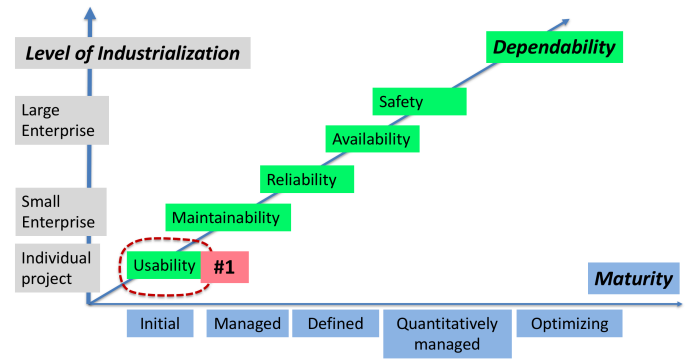 Level of Industrialization
Dependability
Large
Enterprise
Safety
Availability
Reliability
Small
Enterprise
Maintainability
Individual
project
Usability
#1
Maturity
Initial
Managed
Defined
Quantitatively
managed
Optimizing